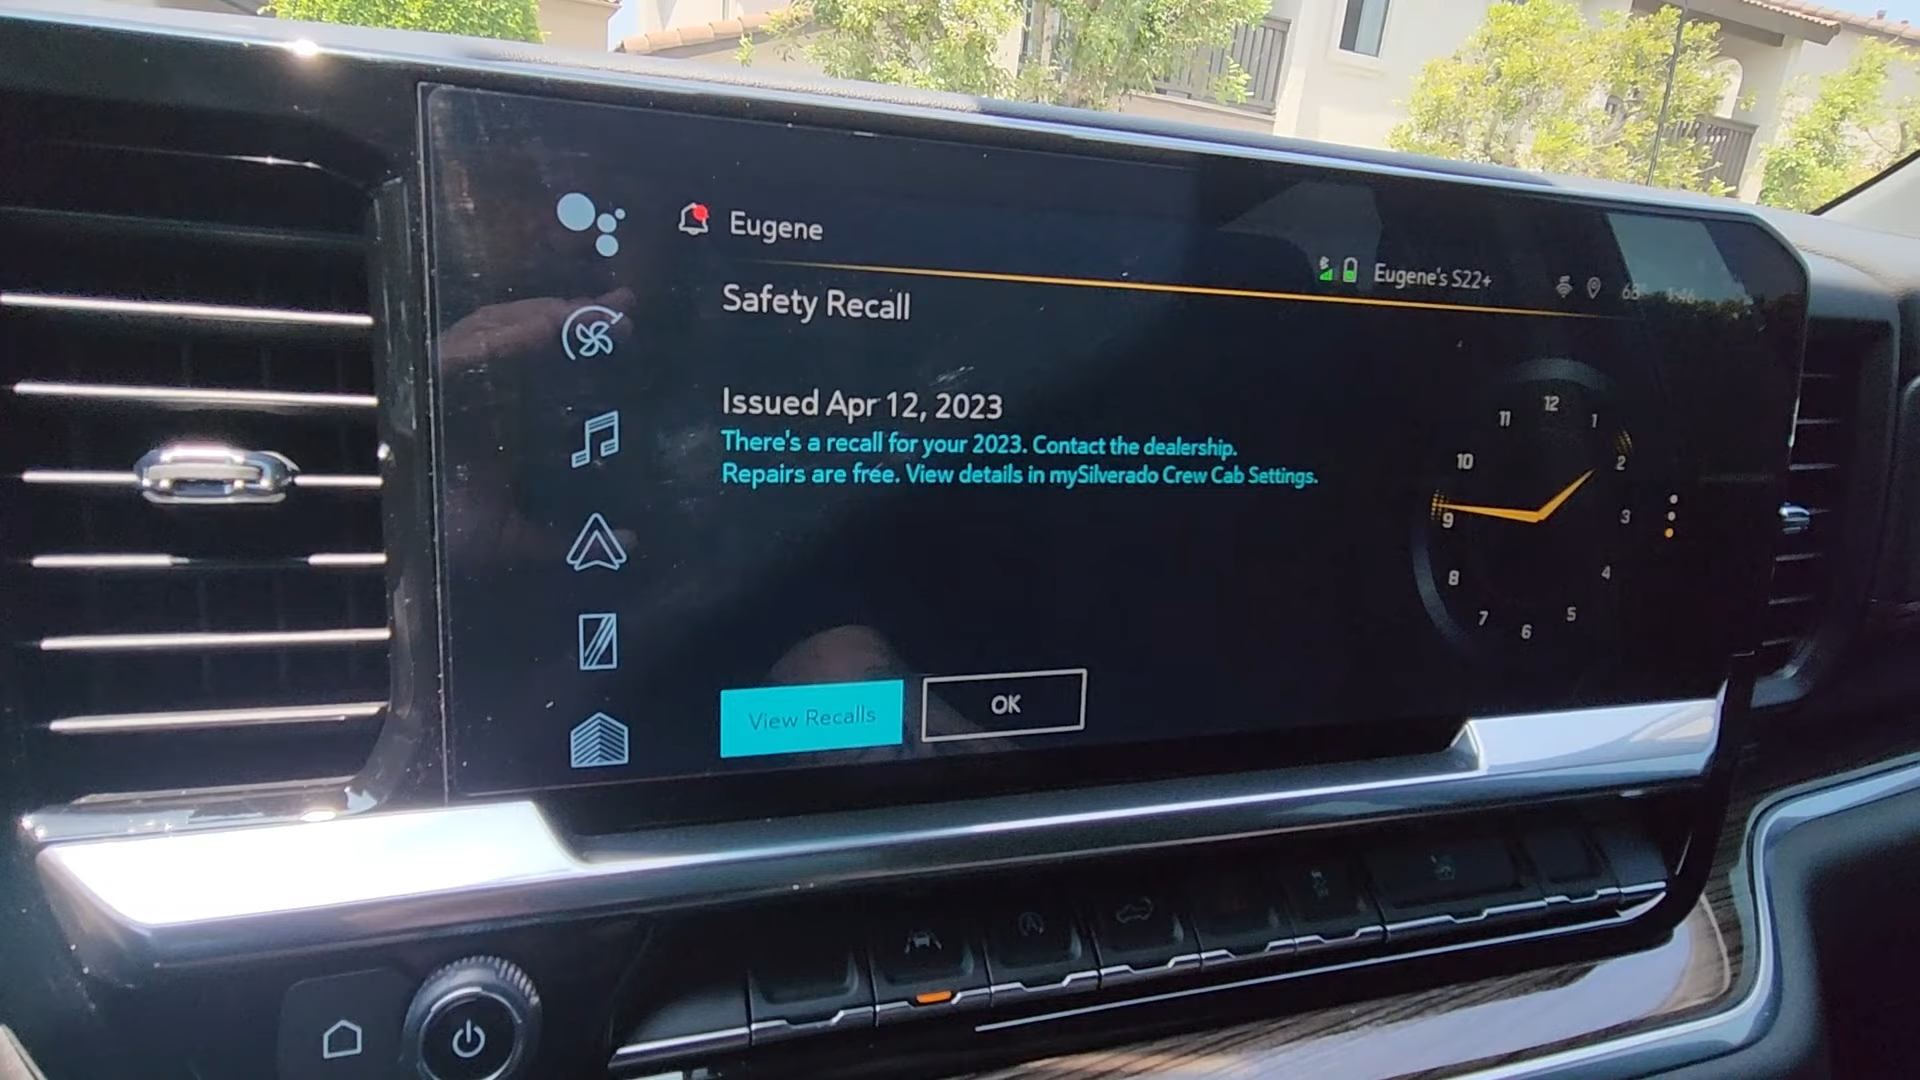 Eugene
Eugene's S22+
Safety Recall
Issued Apr 12, 2023
There's a recall for your 2023. Contact the dealership.
Repairs are free. View details in mySilverado Crew Cab Settings.
12
11
1
10
2
9
3
8
4
7
5
6
View Recalls
OK